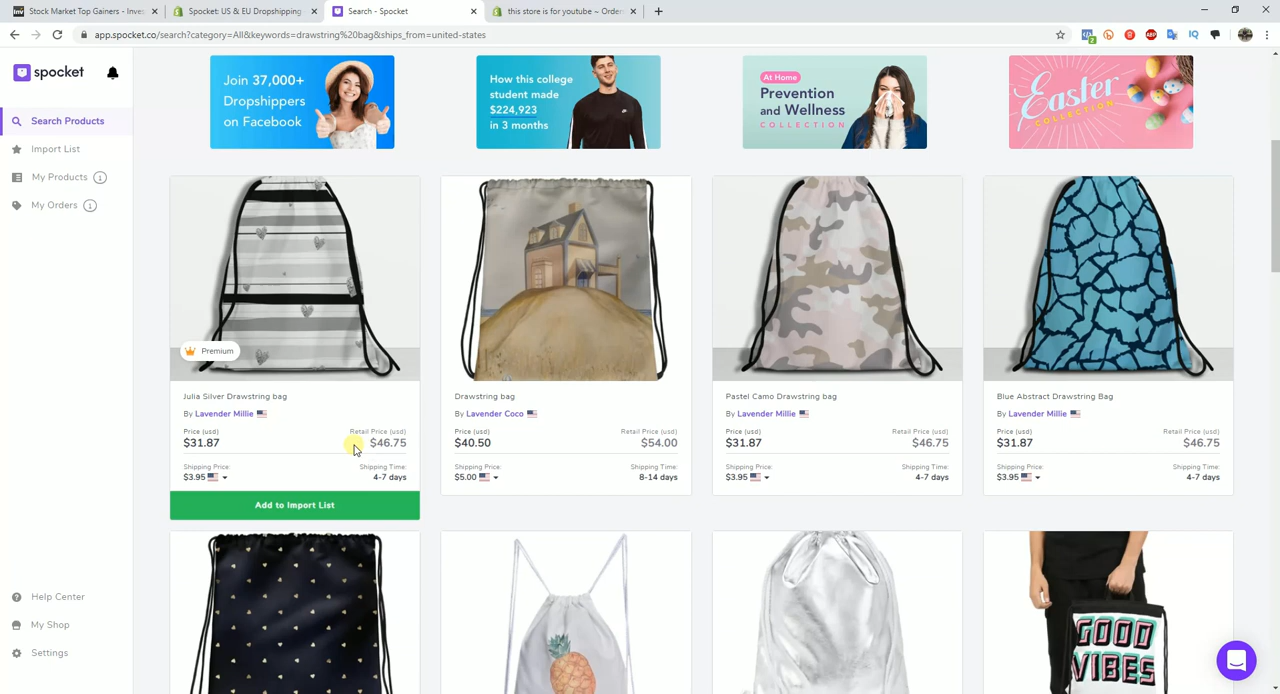 Stock Market Top Gainers - Inves
Spocket: US & EU Dropshipping
Search - Spocket
this store is for youtube ~ Order
app.spocket.co/search?category=All&keywords=drawstring%20bag&ships_from=united-states
2
ABP
IQ
spocket
Search Products
Import List
My Products
My Orders
Help Center
My Shop
Settings
Join 37,000+
Dropshippers
on Facebook
How this college
student made
$224,923
in 3 months
At Home
Prevention
and Wellness
COLLECTION
Easter
COLLECTION
Premium
Julia Silver Drawstring bag
By Lavender Millie
Price (usd) Retail Price (usd)
$31.87 $46.75
Shipping Price: Shipping Time:
$3.95 4-7 days
Add to Import List
Drawstring bag
By Lavender Coco
Price (usd) Retail Price (usd)
$40.50 $54.00
Shipping Price: Shipping Time:
$5.00 8-14 days
Pastel Camo Drawstring bag
By Lavender Millie
Price (usd) Retail Price (usd)
$31.87 $46.75
Shipping Price: Shipping Time:
$3.95 4-7 days
Blue Abstract Drawstring Bag
By Lavender Millie
Price (usd) Retail Price (usd)
$31.87 $46.75
Shipping Price: Shipping Time:
$3.95 4-7 days
GOOD
VIBES